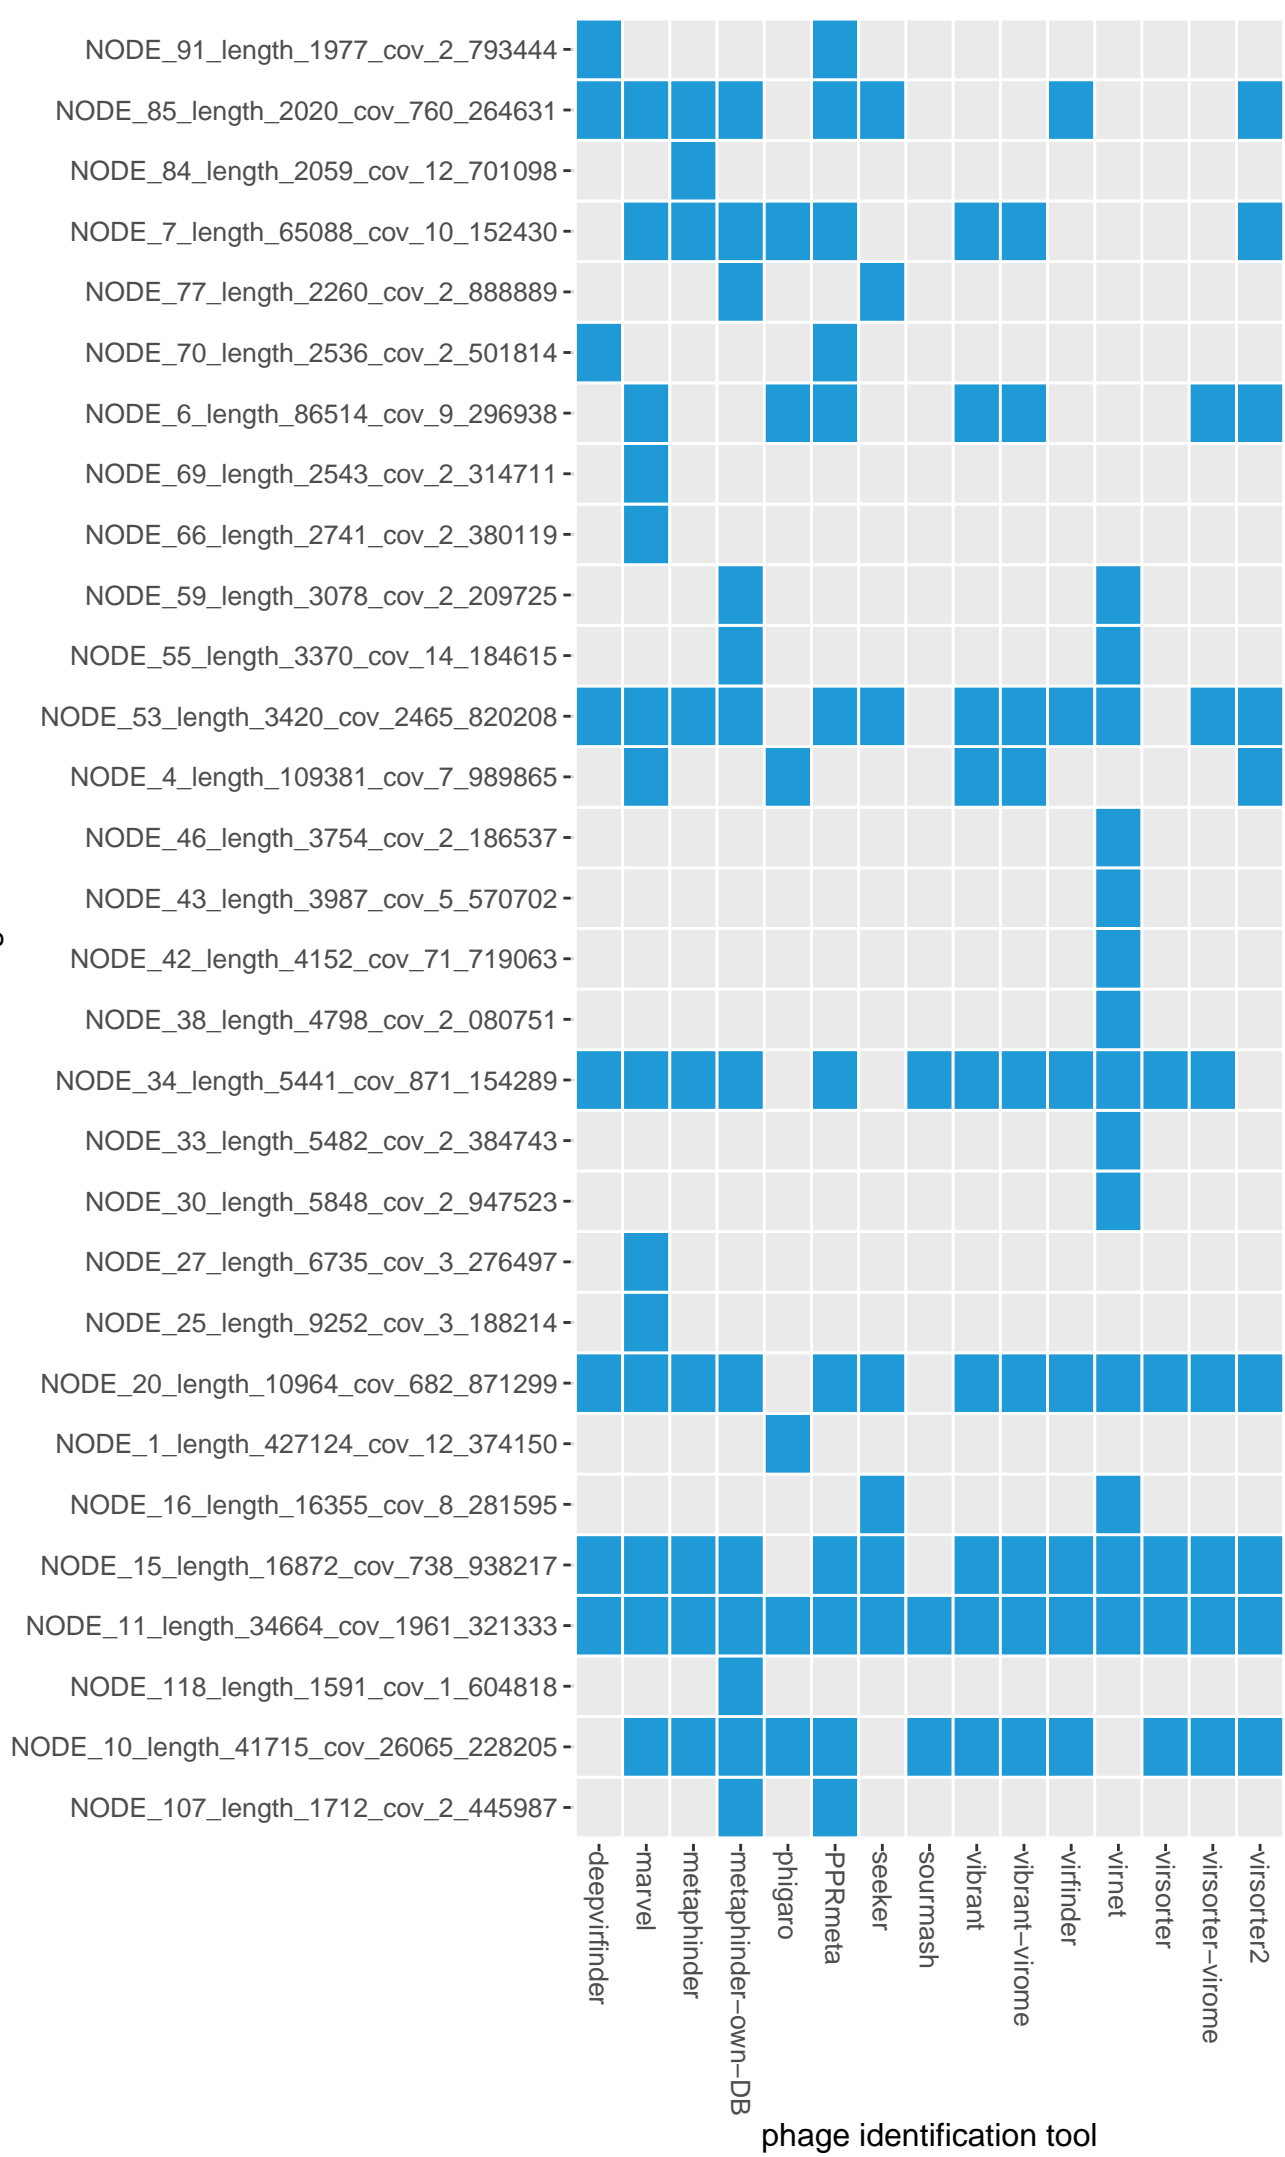 NODE_91_length_1977_cov_2_793444
NODE_85_length_2020_cov_760_264631
NODE_84_length_2059_cov_12_701098
NODE_7_length_65088_cov_10_152430
NODE_77_length_2260_cov_2_888889
NODE_70_length_2536_cov_2_501814
NODE_6_length_86514_cov_9_296938
NODE_69_length_2543_cov_2_314711
NODE_66_length_2741_cov_2_380119
NODE_59_length_3078_cov_2_209725
NODE_55_length_3370_cov_14_184615
NODE_53_length_3420_cov_2465_820208
NODE_4_length_109381_cov_7_989865
NODE_46_length_3754_cov_2_186537
NODE_43_length_3987_cov_5_570702
NODE_42_length_4152_cov_71_719063
NODE_38_length_4798_cov_2_080751
NODE_34_length_5441_cov_871_154289
NODE_33_length_5482_cov_2_384743
NODE_30_length_5848_cov_2_947523
NODE_27_length_6735_cov_3_276497
NODE_25_length_9252_cov_3_188214
NODE_20_length_10964_cov_682_871299
NODE_1_length_427124_cov_12_374150
NODE_16_length_16355_cov_8_281595
NODE_15_length_16872_cov_738_938217
NODE_11_length_34664_cov_1961_321333
NODE_118_length_1591_cov_1_604818
NODE_10_length_41715_cov_26065_228205
NODE_107_length_1712_cov_2_445987
deepvirfinder
marvel
metaphinder
metaphinder−own−DB
phigaro
PPRmeta
seeker
sourmash
vibrant
vibrant−virome
virfinder
virnet
virsorter
virsorter−virome
virsorter2
phage identification tool